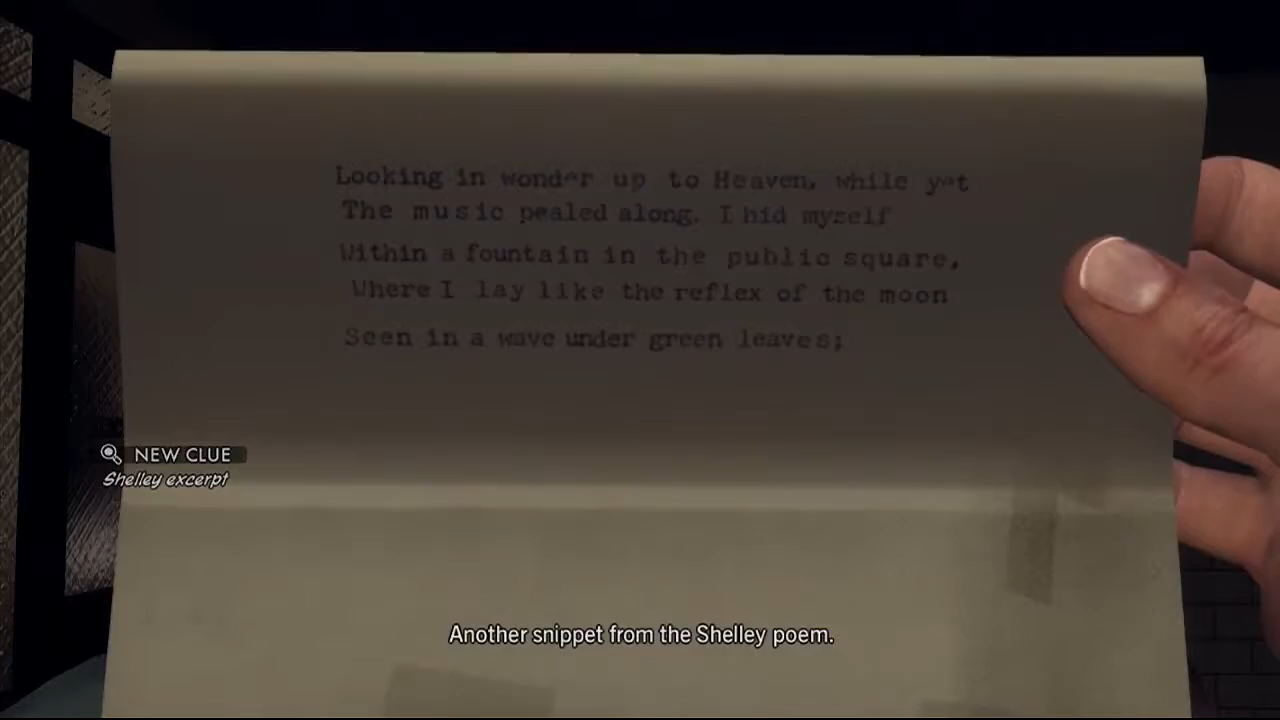 Looking in wonder up to Heaven, while yet
The music pealed along. I hid myself
Within a fountain in the public square,
Where I lay like the reflex of the moon
Seen in a wave under green leaves;
NEW CLUE
Shelley excerpt
Another snippet from the Shelley poem.